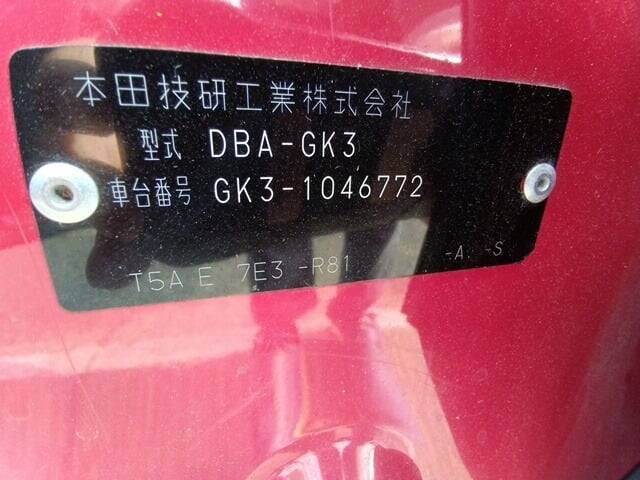 本田技研工業株式会社
型式 DBA-GK3
車台番号 GK3-1046772
T5A E 7E3 -R81 -A -S